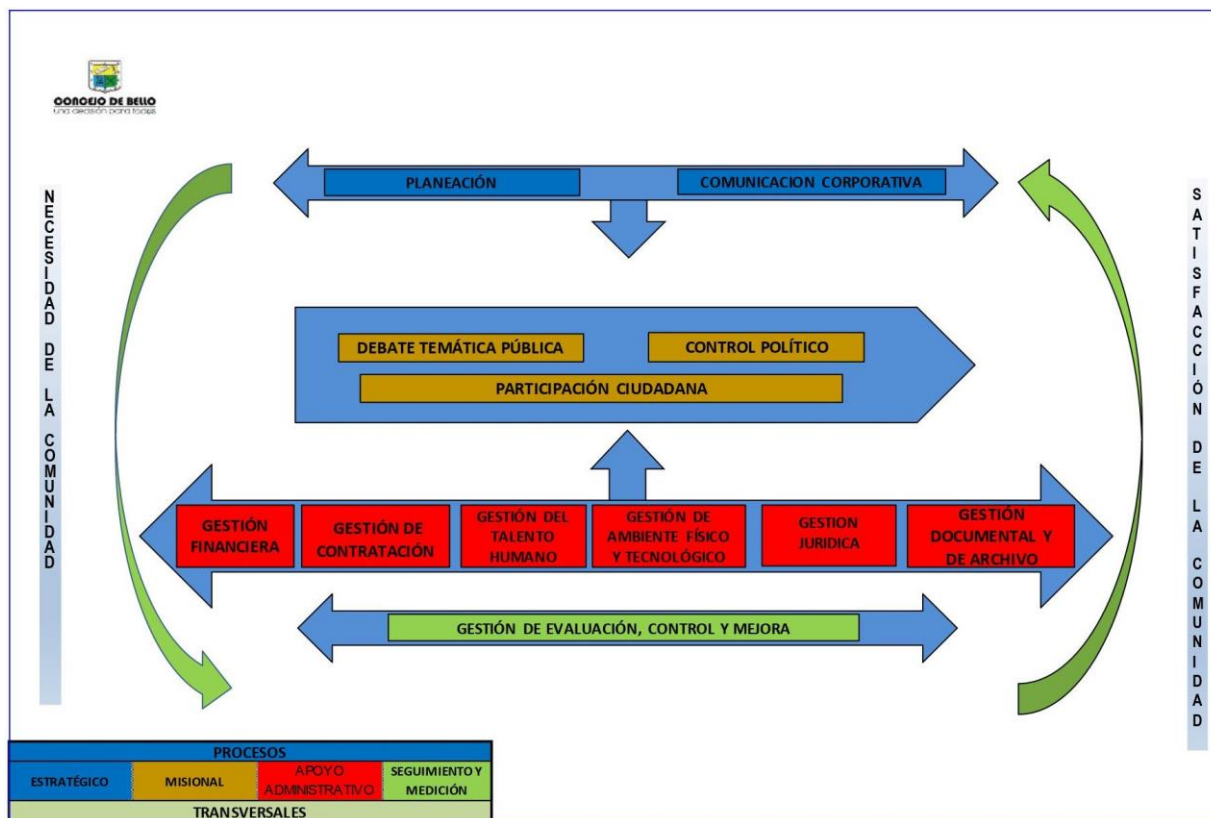 CONCEJO DE BELLO
una decisión para todos
NECESIDAD DE LA COMUNIDAD
PLANEACIÓN
COMUNICACION CORPORATIVA
SATISFACCIÓN DE LA COMUNIDAD
DEBATE TEMÁTICA PÚBLICA
CONTROL POLÍTICO
PARTICIPACIÓN CIUDADANA
GESTIÓN
FINANCIERA
GESTIÓN DE
CONTRATACIÓN
GESTIÓN DEL
TALENTO
HUMANO
GESTIÓN DE
AMBIENTE FÍSICO
Y TECNOLÓGICO
GESTION
JURIDICA
GESTIÓN
DOCUMENTAL Y
DE ARCHIVO
GESTIÓN DE EVALUACIÓN, CONTROL Y MEJORA
PROCESOS
ESTRATÉGICO
MISIONAL
APOYO
ADMINISTRATIVO
SEGUIMIENTO Y
MEDICIÓN
TRANSVERSALES